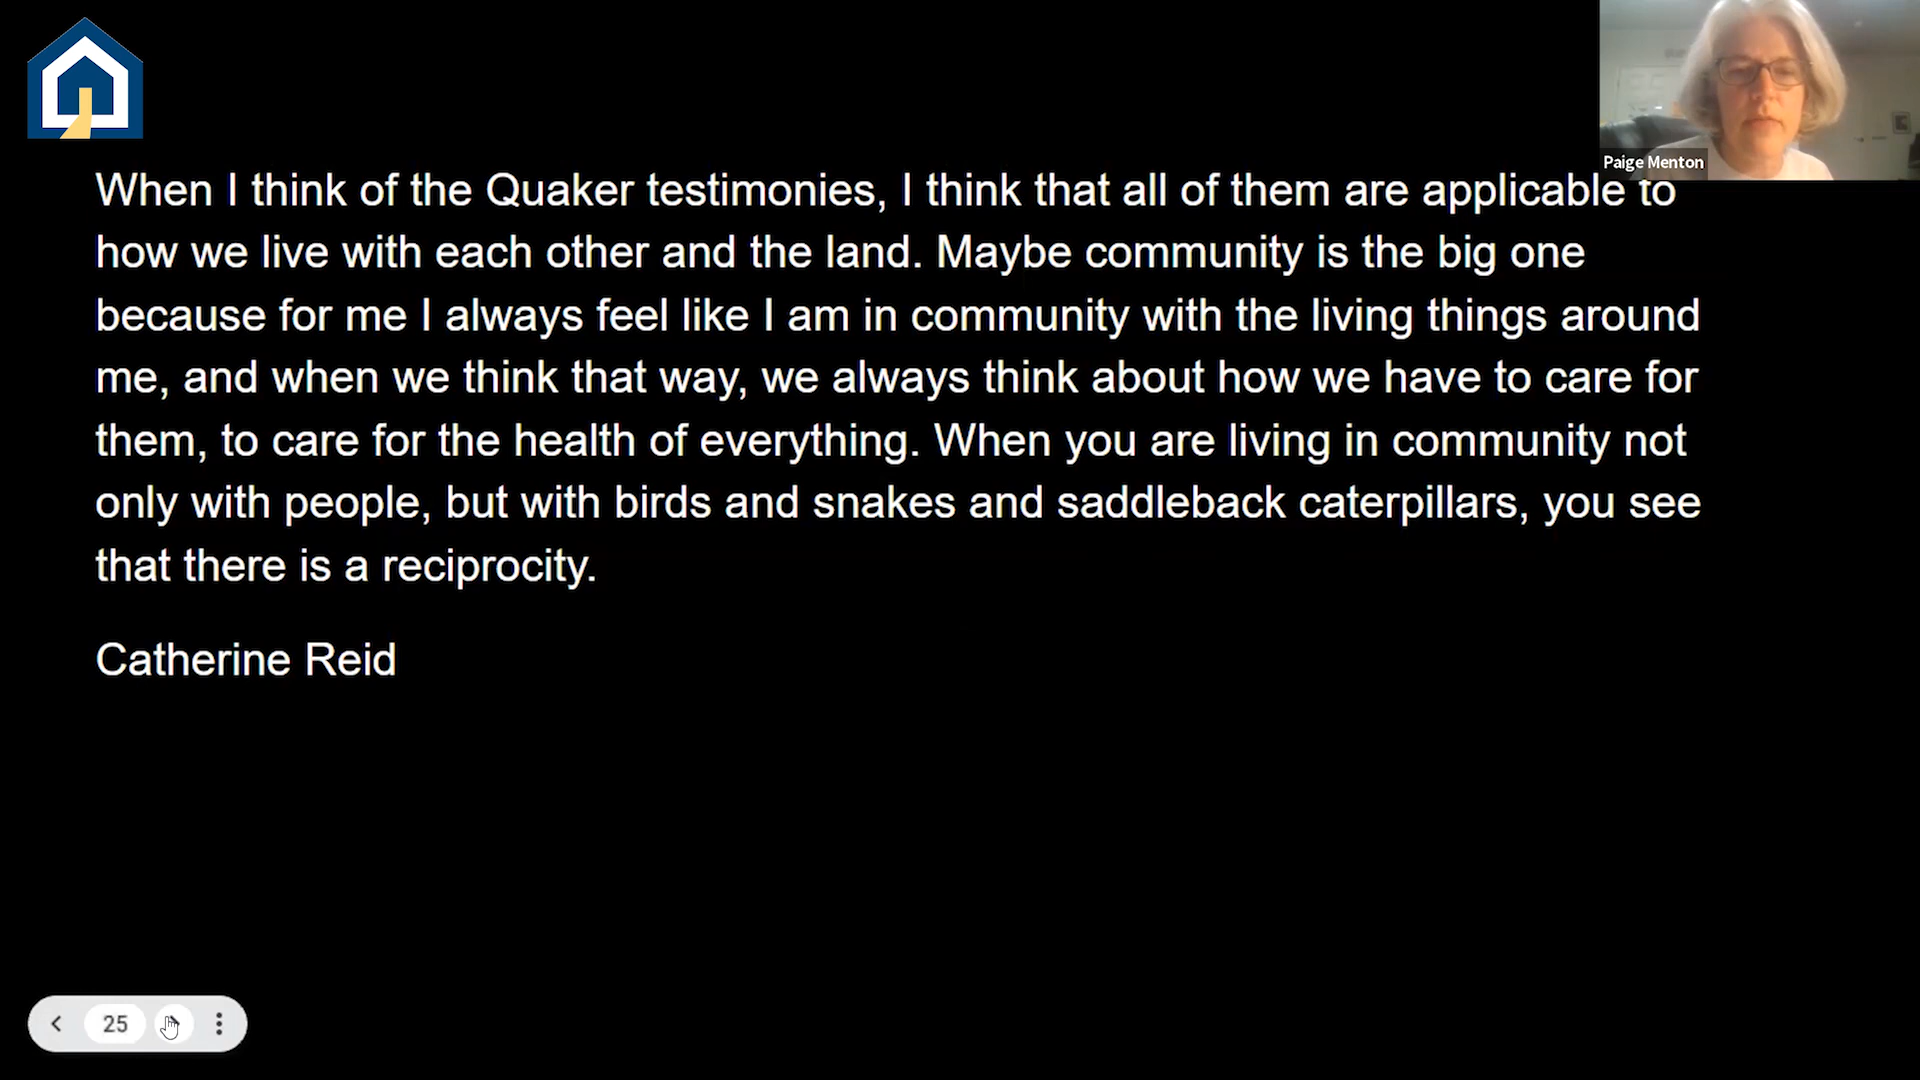 Paige Menton
When I think of the Quaker testimonies, I think that all of them are applicable to
how we live with each other and the land. Maybe community is the big one
because for me I always feel like I am in community with the living things around
me, and when we think that way, we always think about how we have to care for
them, to care for the health of everything. When you are living in community not
only with people, but with birds and snakes and saddleback caterpillars, you see
that there is a reciprocity.
Catherine Reid
25